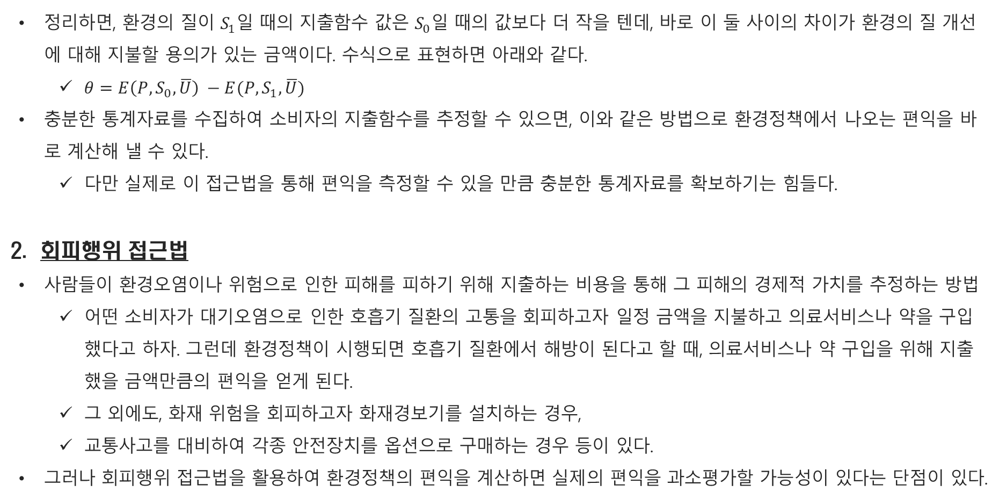 • 정리하면, 환경의 질이 S₁일 때의 지출함수 값은 S₀일 때의 값보다 더 작을 텐데, 바로 이 둘 사이의 차이가 환경의 질 개선
에 대해 지불할 용의가 있는 금액이다. 수식으로 표현하면 아래와 같다.
✓ θ = E(P, S₀, U̅) − E(P, S₁, U̅)
• 충분한 통계자료를 수집하여 소비자의 지출함수를 추정할 수 있으면, 이와 같은 방법으로 환경정책에서 나오는 편익을 바
로 계산해 낼 수 있다.
✓ 다만 실제로 이 접근법을 통해 편익을 측정할 수 있을 만큼 충분한 통계자료를 확보하기는 힘들다.
2. 회피행위 접근법
• 사람들이 환경오염이나 위험으로 인한 피해를 피하기 위해 지출하는 비용을 통해 그 피해의 경제적 가치를 추정하는 방법
✓ 어떤 소비자가 대기오염으로 인한 호흡기 질환의 고통을 회피하고자 일정 금액을 지불하고 의료서비스나 약을 구입
했다고 하자. 그런데 환경정책이 시행되면 호흡기 질환에서 해방이 된다고 할 때, 의료서비스나 약 구입을 위해 지출
했을 금액만큼의 편익을 얻게 된다.
✓ 그 외에도, 화재 위험을 회피하고자 화재경보기를 설치하는 경우,
✓ 교통사고를 대비하여 각종 안전장치를 옵션으로 구매하는 경우 등이 있다.
• 그러나 회피행위 접근법을 활용하여 환경정책의 편익을 계산하면 실제의 편익을 과소평가할 가능성이 있다는 단점이 있다.